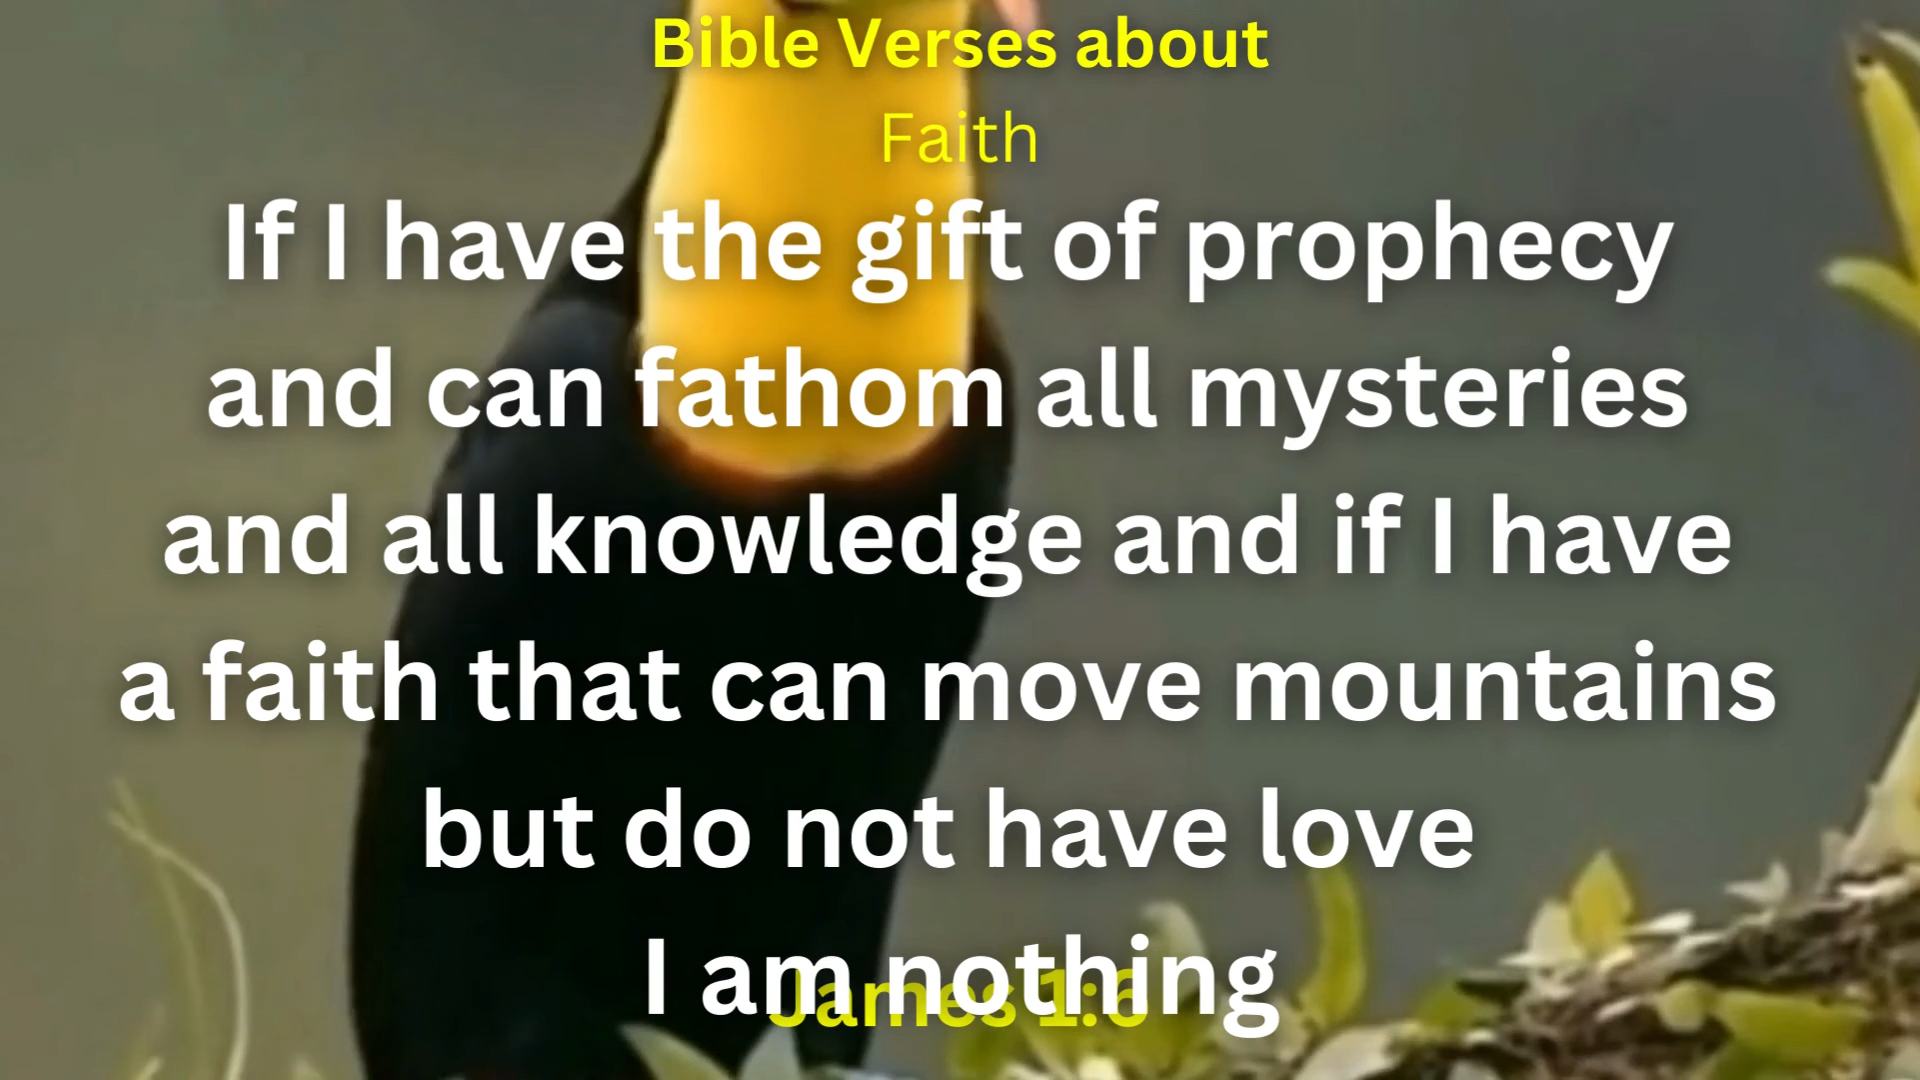 Bible Verses about
Faith
If I have the gift of prophecy
and can fathom all mysteries
and all knowledge and if I have
a faith that can move mountains
but do not have love
I am nothing
James 1:6